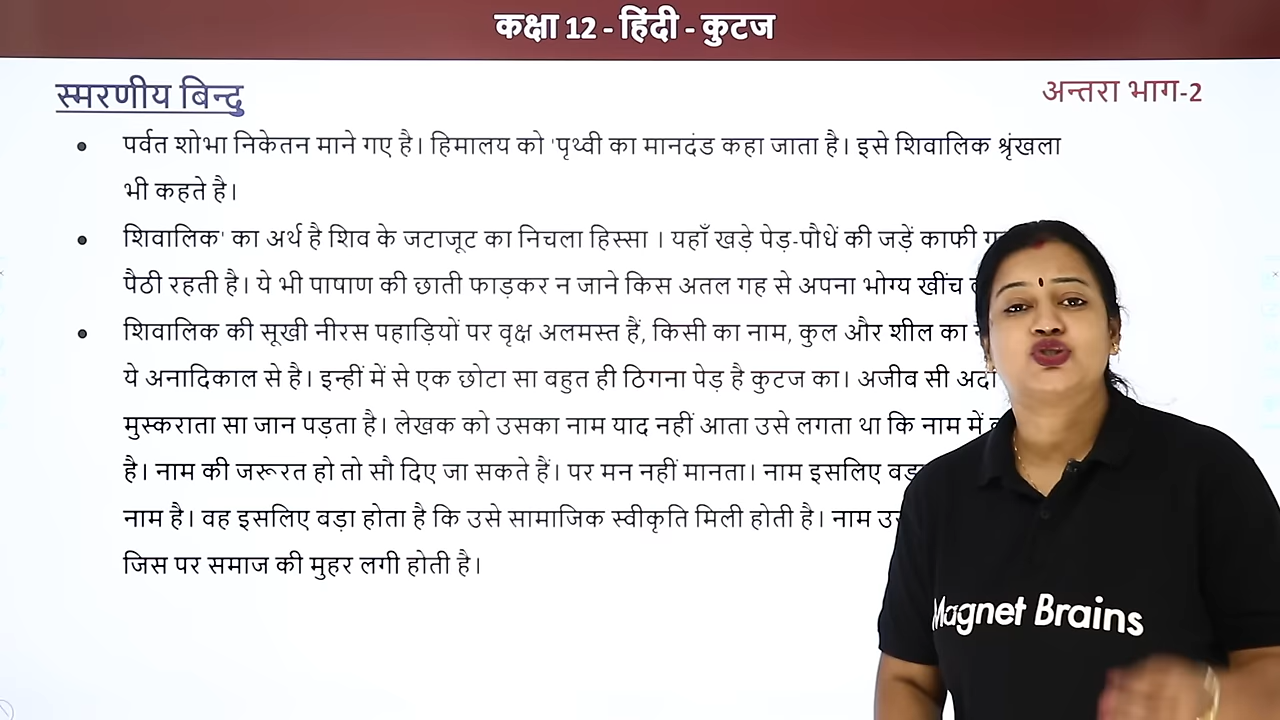 कक्षा 12 - हिंदी - कुटज
स्मरणीय बिन्दु
अन्तरा भाग-2
पर्वत शोभा निकेतन माने गए है। हिमालय को 'पृथ्वी का मानदंड कहा जाता है। इसे शिवालिक श्रृंखला
भी कहते है।
शिवालिक' का अर्थ है शिव के जटाजूट का निचला हिस्सा । यहाँ खड़े पेड़-पौधें की जड़ें काफी
पैठी रहती है। ये भी पाषाण की छाती फाड़कर न जाने किस अतल गह से अपना भोग्य खींच
शिवालिक की सूखी नीरस पहाड़ियों पर वृक्ष अलमस्त हैं, किसी का नाम, कुल और शील का
ये अनादिकाल से है। इन्हीं में से एक छोटा सा बहुत ही ठिगना पेड़ है कुटज का। अजीव सी अदा
मुस्कराता सा जान पड़ता है। लेखक को उसका नाम याद नहीं आता उसे लगता था कि नाम में
है। नाम की जरूरत हो तो सौ दिए जा सकते हैं। पर मन नहीं मानता। नाम इसलिए
नाम है। वह इसलिए वड़ा होता है कि उसे सामाजिक स्वीकृति मिली होती है। नाम
जिस पर समाज की मुहर लगी होती है।
Magnet Brains